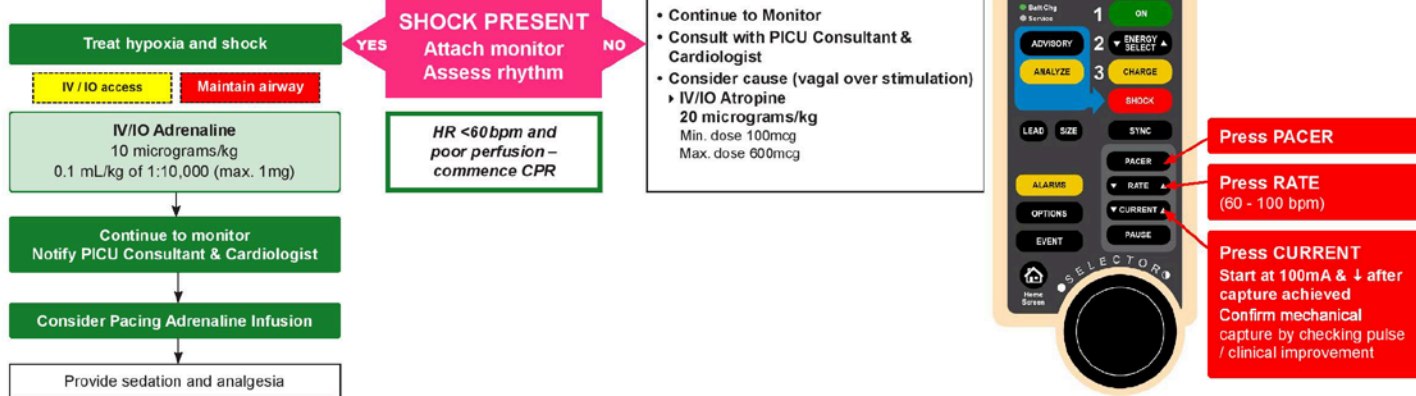 Treat hypoxia and shock
IV / IO access
Maintain airway
IV/IO Adrenaline
10 micrograms/kg
0.1 mL/kg of 1:10,000 (max. 1mg)
Continue to monitor
Notify PICU Consultant & Cardiologist
Consider Pacing Adrenaline Infusion
Provide sedation and analgesia
YES
SHOCK PRESENT
Attach monitor
Assess rhythm
NO
HR <60bpm and
poor perfusion –
commence CPR
• Continue to Monitor
• Consult with PICU Consultant &
Cardiologist
• Consider cause (vagal over stimulation)
IV/IO Atropine
20 micrograms/kg
Min. dose 100mcg
Max. dose 600mcg
Batt Chg
Service
1 ON
ADVISORY 2 ENERGY SELECT
ANALYZE 3 CHARGE
SHOCK
LEAD SIZE SYNC
PACER
ALARMS RATE
OPTIONS CURRENT
EVENT PAUSE
SELECTOR
Home
Screen
Press PACER
Press RATE
(60 - 100 bpm)
Press CURRENT
Start at 100mA & ↓ after
capture achieved
Confirm mechanical
capture by checking pulse
/ clinical improvement